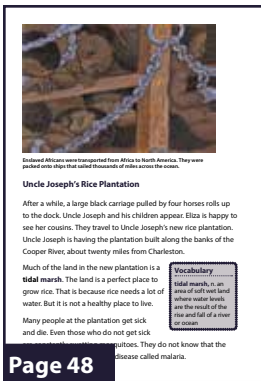 Enslaved Africans were transported from Africa to North America. They were
packed onto ships that sailed thousands of miles across the ocean.
Uncle Joseph’s Rice Plantation
After a while, a large black carriage pulled by four horses rolls up
to the dock. Uncle Joseph and his children appear. Eliza is happy to
see her cousins. They travel to Uncle Joseph’s new rice plantation.
Uncle Joseph is having the plantation built along the banks of the
Cooper River, about twenty miles from Charleston.
Much of the land in the new plantation is a
tidal marsh. The land is a perfect place to
grow rice. That is because rice needs a lot of
water. But it is not a healthy place to live.
Many people at the plantation get sick
and die. Even those who do not get sick
quitoes. They do not know that the
disease called malaria.
Vocabulary
tidal marsh, n. an
area of soft wet land
where water levels
are the result of the
rise and fall of a river
or ocean
Page 48